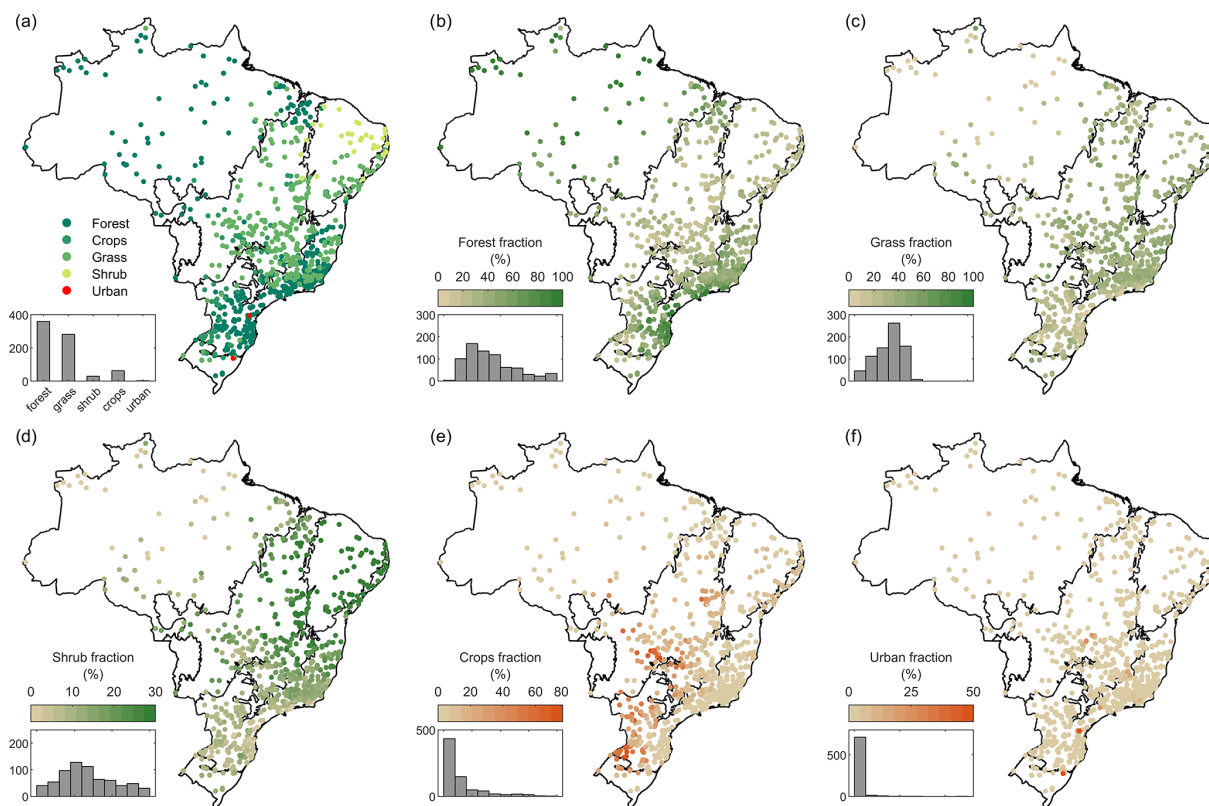 (a)
Forest
Crops
Grass
Shrub
Urban
400
200
0
forest
grass
shrub
crops
urban
(b)
Forest fraction
(%)
0 20 40 60 80 100
300
200
100
0
(c)
Grass fraction
(%)
0 20 40 60 80 100
300
200
100
0
(d)
Shrub fraction
(%)
0 10 20 30
200
100
0
(e)
Crops fraction
(%)
0 20 40 60 80
500
0
(f)
Urban fraction
(%)
0 25 50
500
0